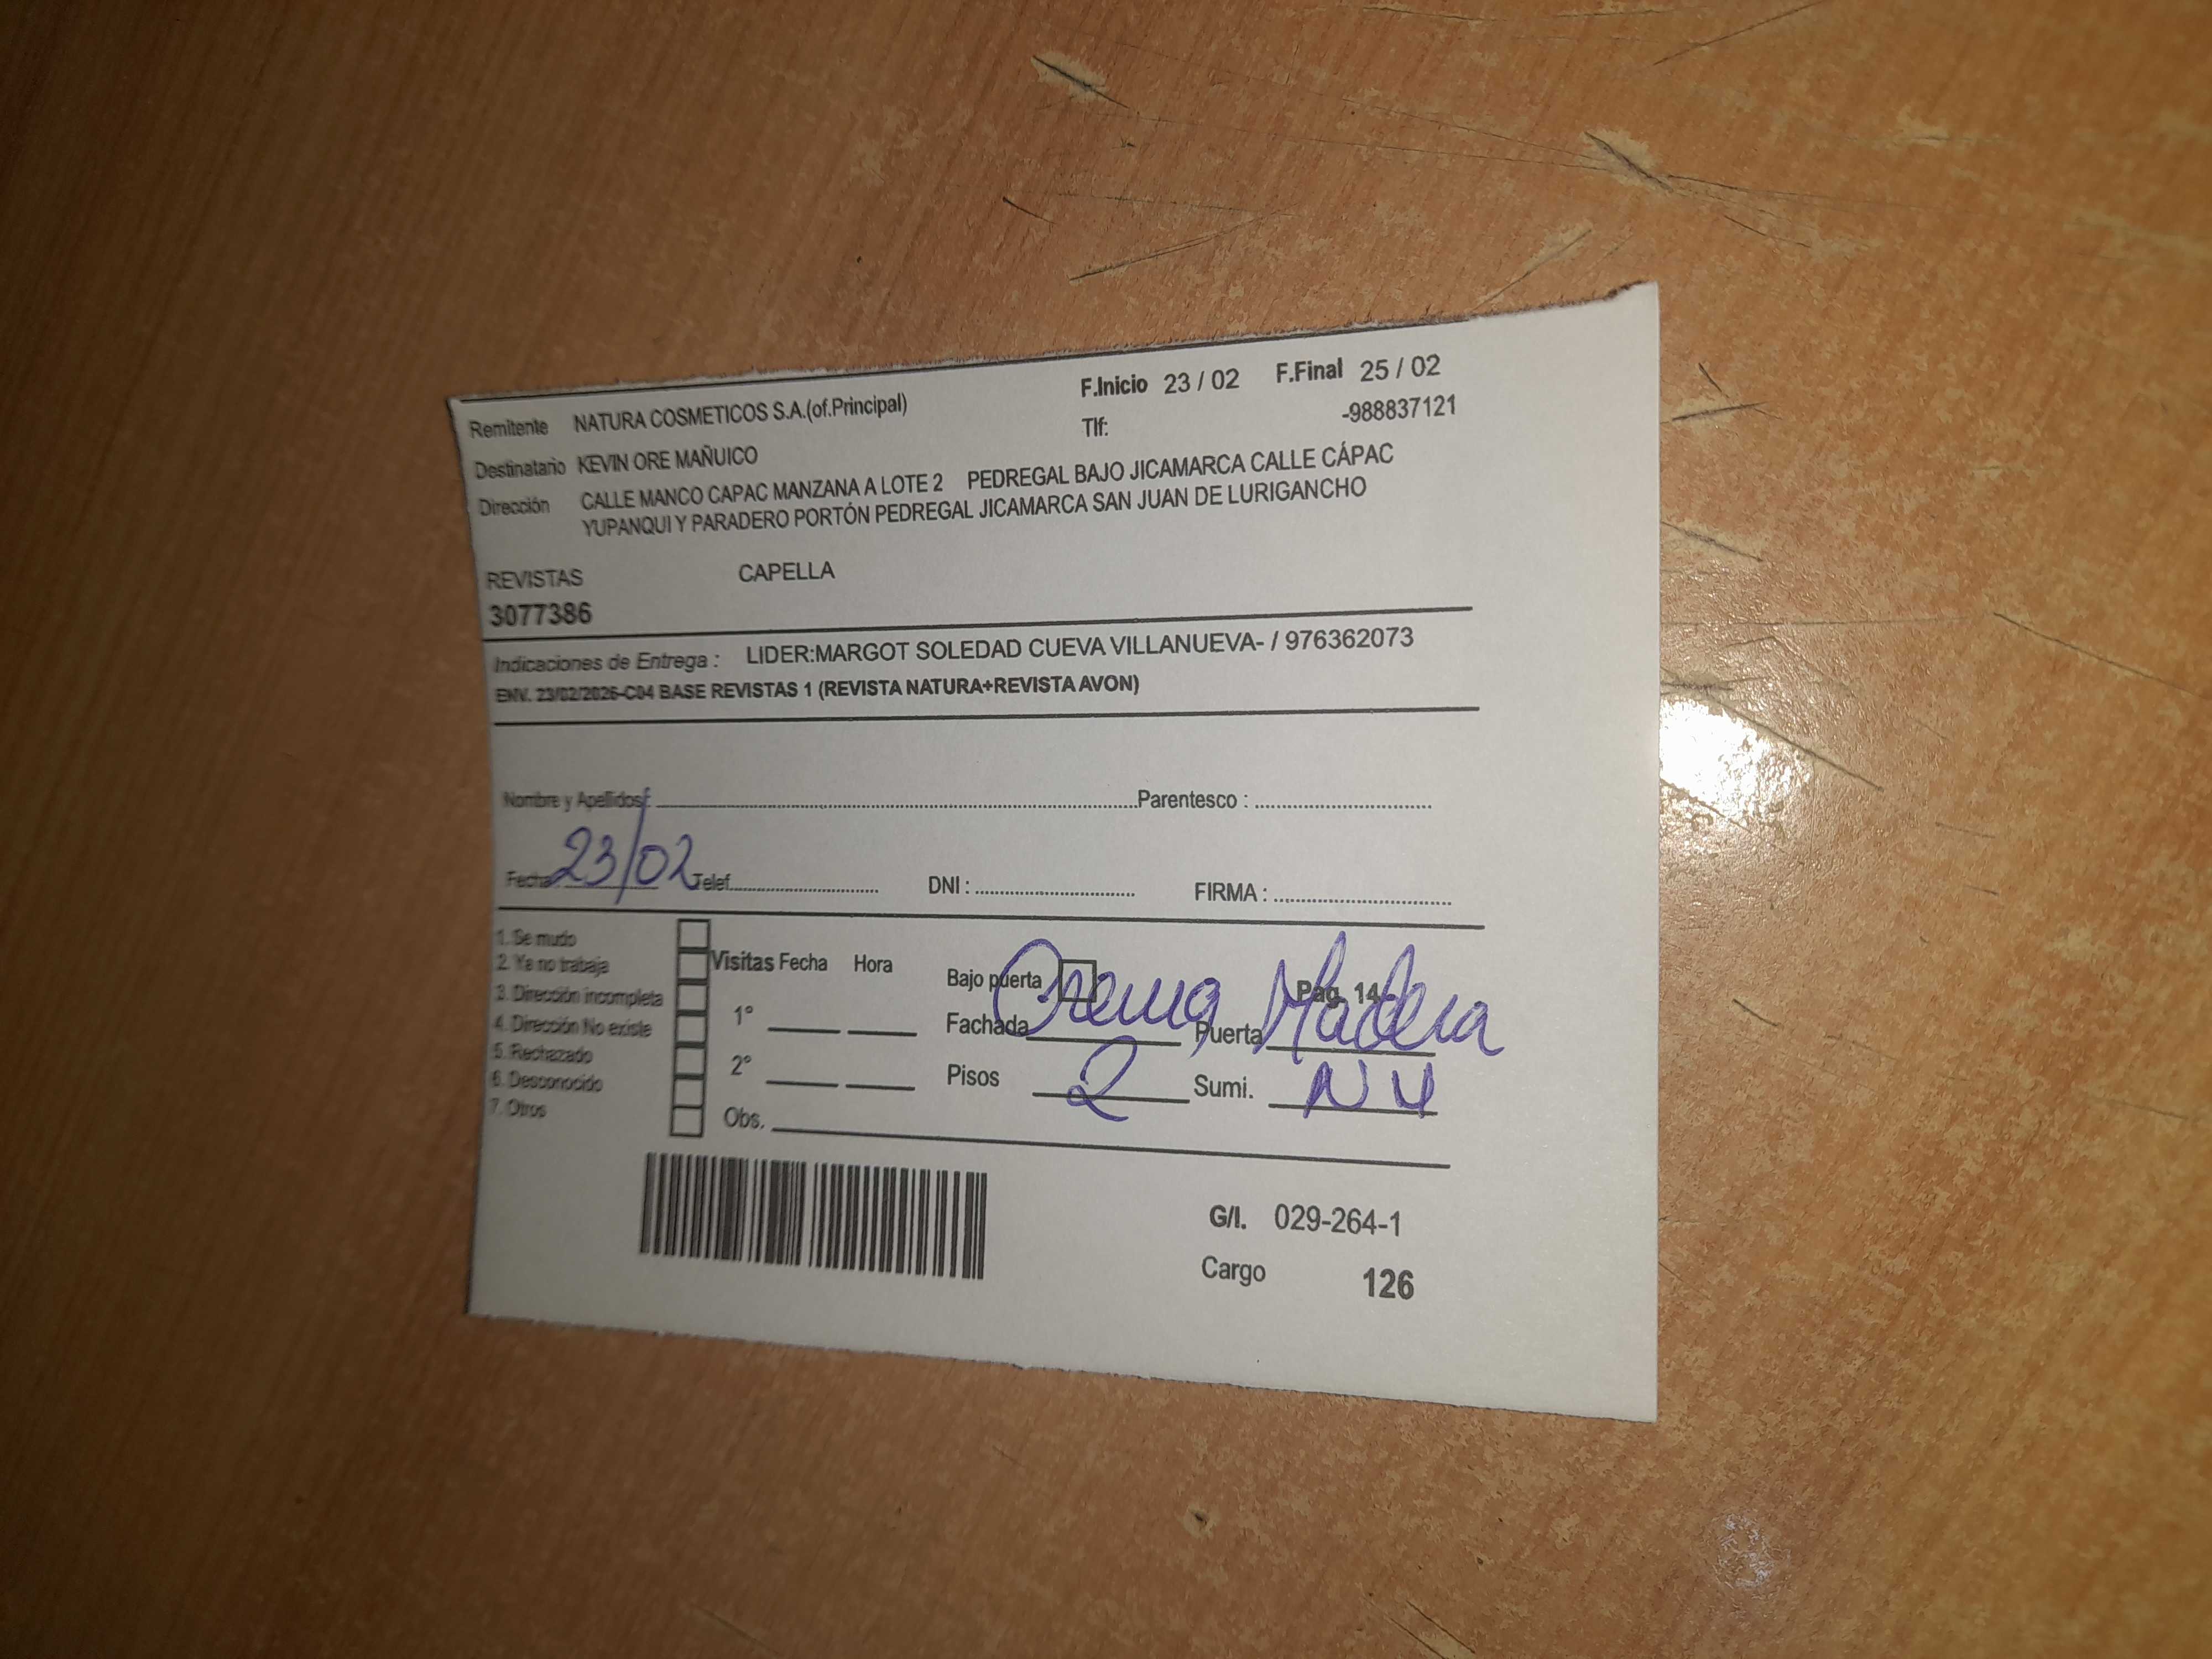 Remitente NATURA COSMETICOS S.A.(of.Principal) F.Inicio 23 / 02 F.Final 25 / 02
Tlf: -988837121
Destinatario KEVIN ORE MAÑUICO
Dirección CALLE MANCO CAPAC MANZANA A LOTE 2 PEDREGAL BAJO JICAMARCA CALLE CÁPAC
YUPANQUI Y PARADERO PORTÓN PEDREGAL JICAMARCA SAN JUAN DE LURIGANCHO
REVISTAS CAPELLA
3077386
Indicaciones de Entrega : LIDER:MARGOT SOLEDAD CUEVA VILLANUEVA- / 976362073
ENV. 23/02/2026-C04 BASE REVISTAS 1 (REVISTA NATURA+REVISTA AVON)
Nombre y Apellidos: Parentesco :
Fecha 23/02 Telef. DNI : FIRMA :
1. Se mudo
2. Ya no trabaja
3. Dirección incompleta
4. Dirección No existe
5. Rechazado
6. Desconocido
7. Otros
Visitas Fecha Hora
1°
2°
Obs.
Bajo puerta Pag. 14
Fachada Crema Puerta Madera
Pisos 2 Sumi. N4
G/I. 029-264-1
Cargo 126